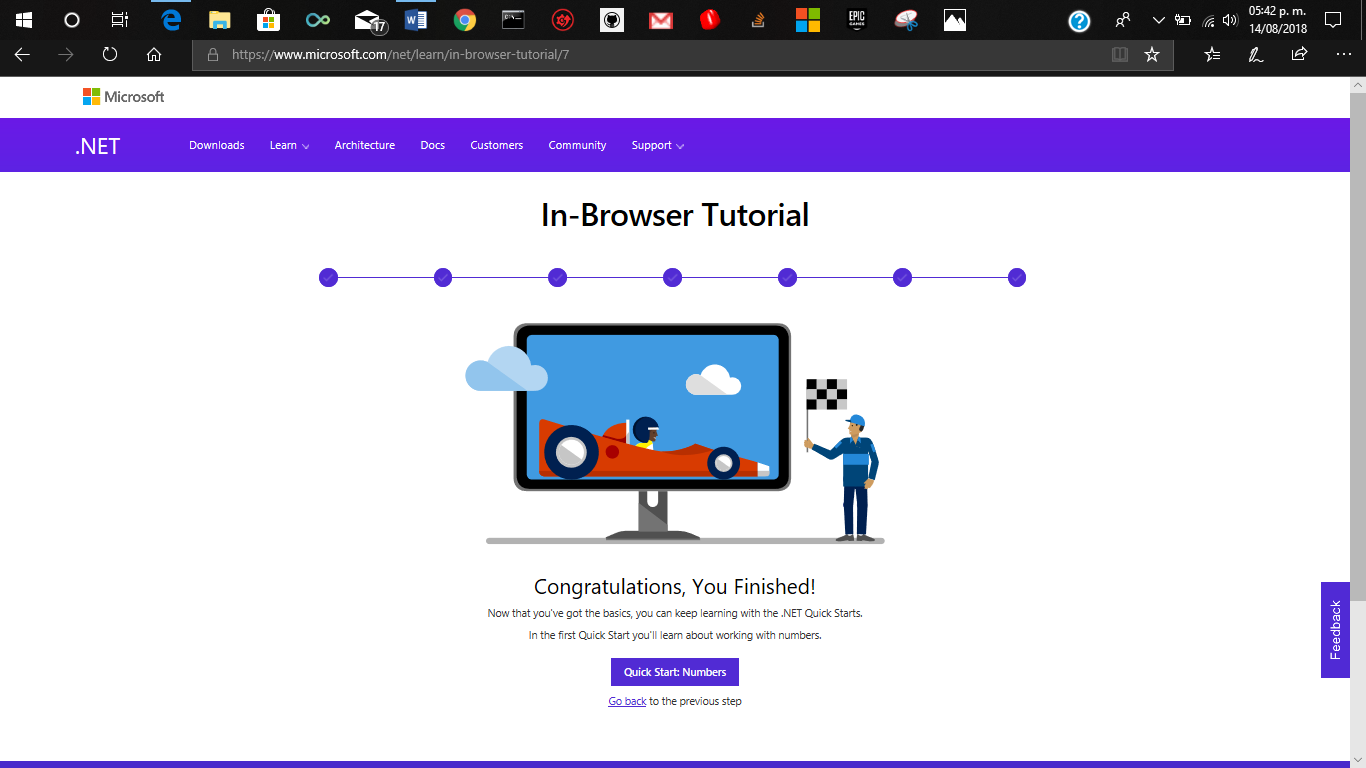 05:42 p. m.
14/08/2018
17
EPIC
GAMES
https://www.microsoft.com/net/learn/in-browser-tutorial/7
Microsoft
.NET Downloads Learn Architecture Docs Customers Community Support
In-Browser Tutorial
Congratulations, You Finished!
Now that you've got the basics, you can keep learning with the .NET Quick Starts.
In the first Quick Start you'll learn about working with numbers.
Quick Start: Numbers
Go back to the previous step
Feedback